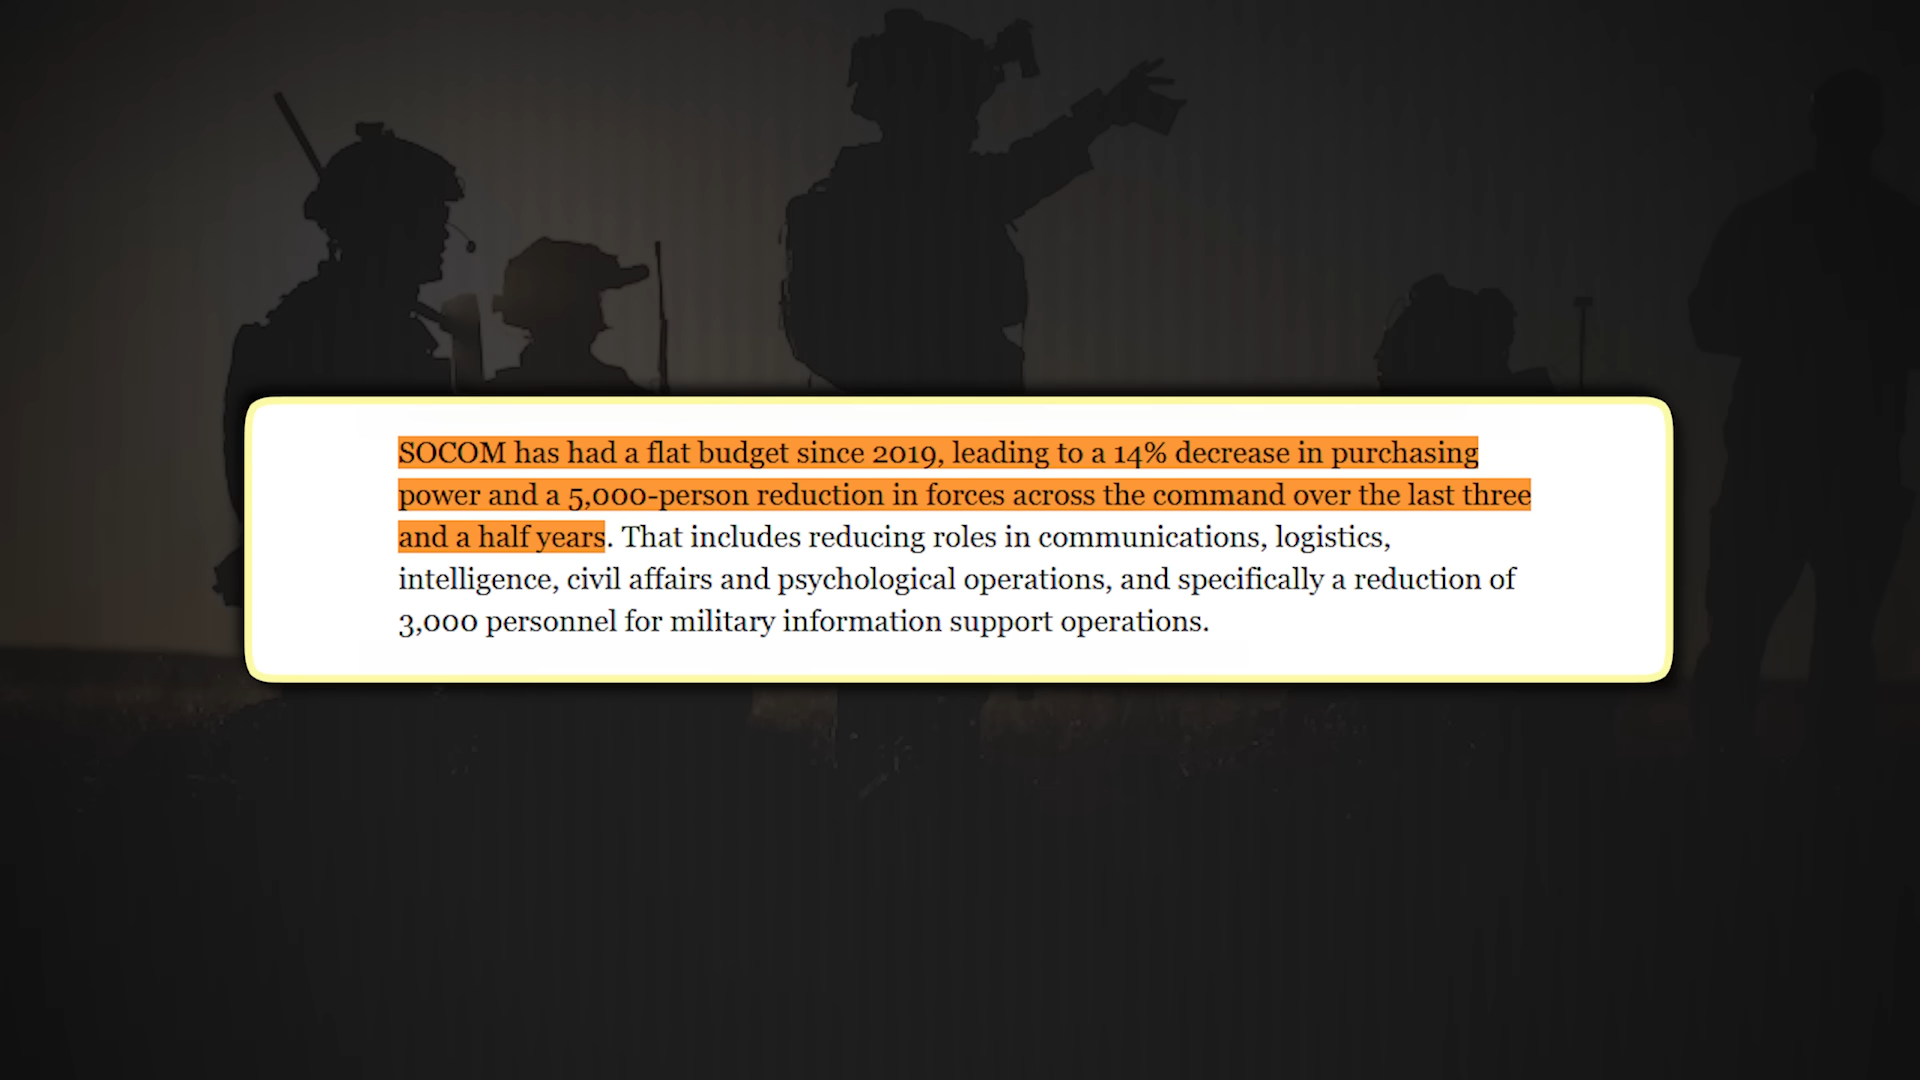 SOCOM has had a flat budget since 2019, leading to a 14% decrease in purchasing
power and a 5,000-person reduction in forces across the command over the last three
and a half years. That includes reducing roles in communications, logistics,
intelligence, civil affairs and psychological operations, and specifically a reduction of
3,000 personnel for military information support operations.